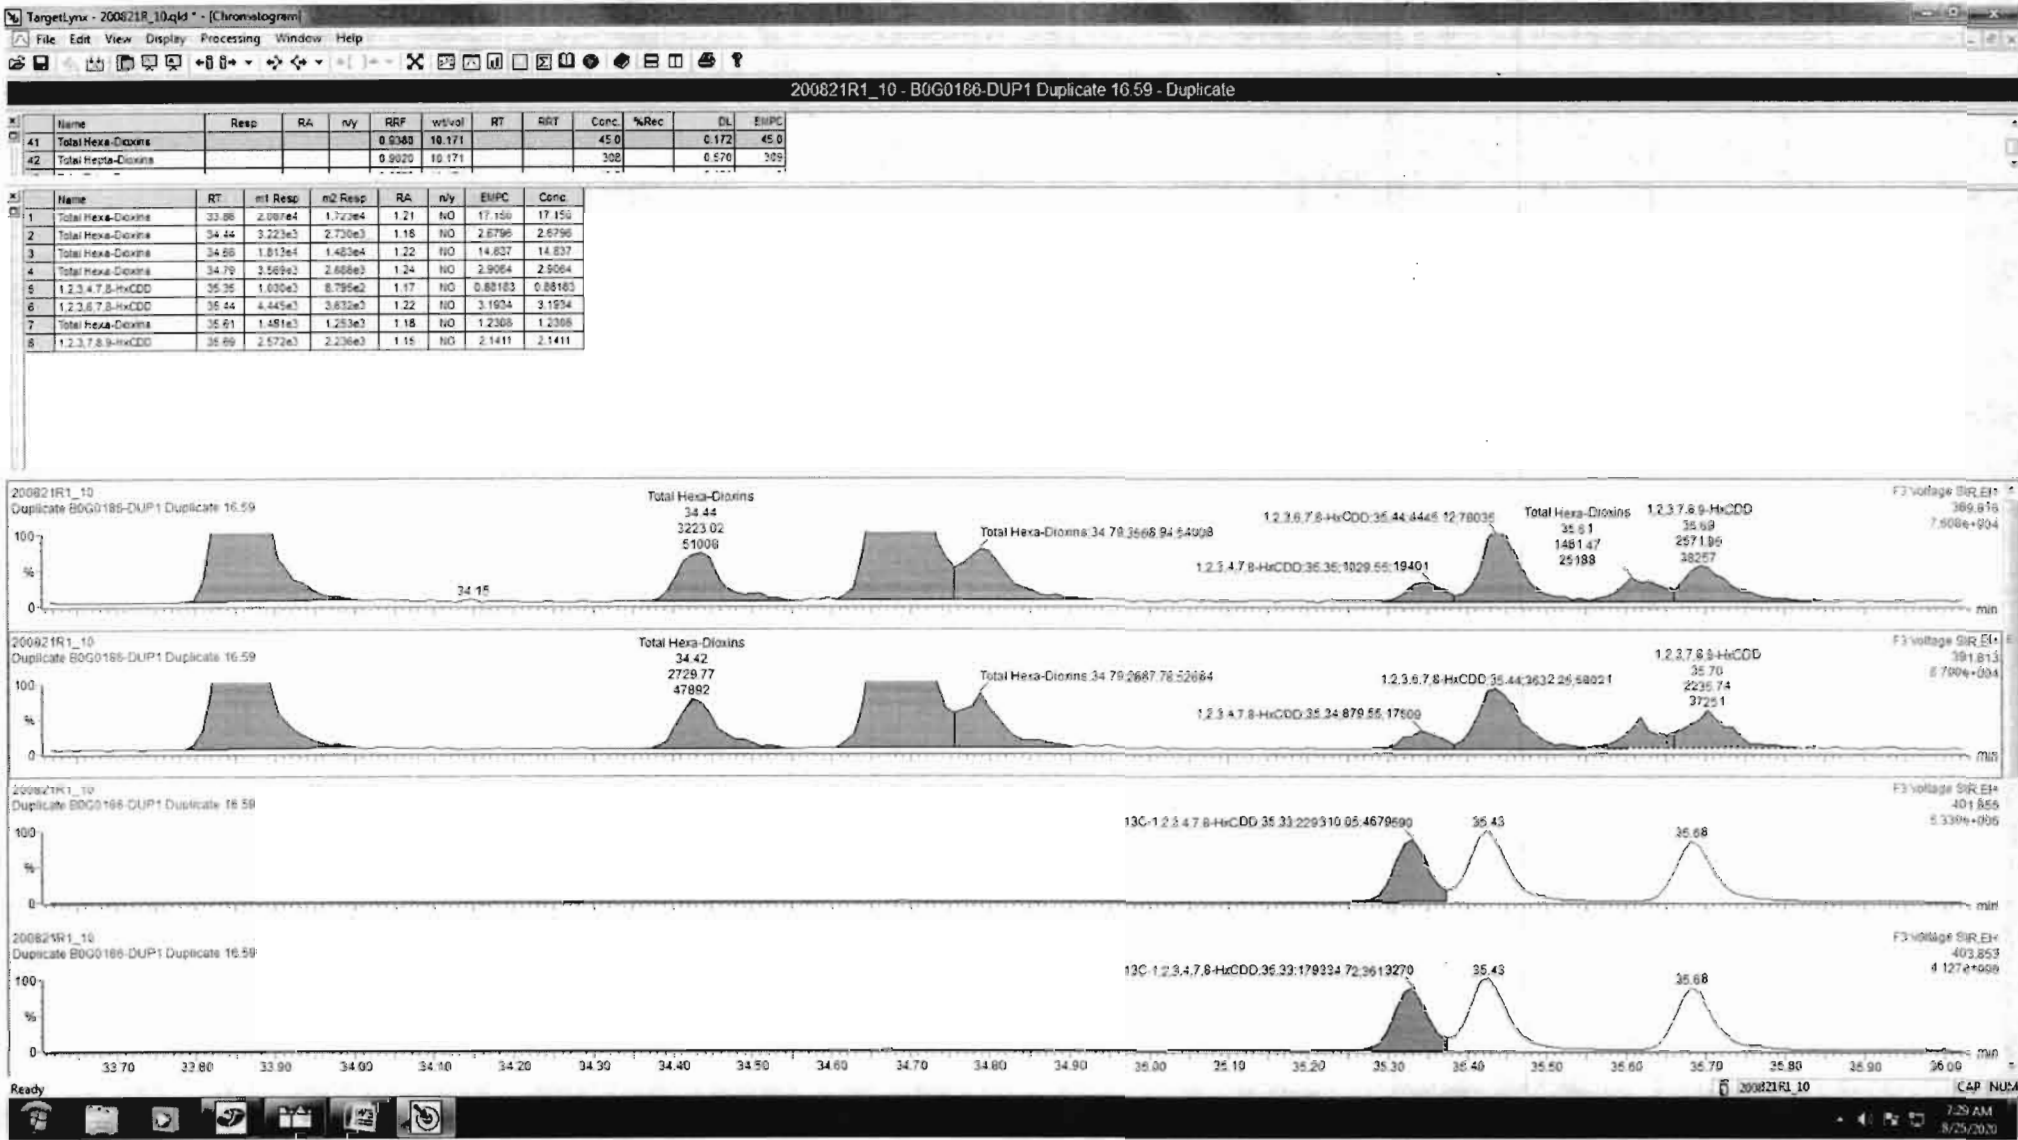 TargetLynx - 200821R_10.qld * - [Chromatogram]
File Edit View Display Processing Window Help
200821R1_10 - B0G0186-DUP1 Duplicate 16.59 - Duplicate
Name Resp RA n/y RRF wt/vol RT RRT Conc. %Rec DL EMPC
41 Total Hexa-Dioxins 0.9380 10.171 45.0 0.172 45.0
42 Total Hepta-Dioxins 0.9020 10.171 308 0.570 309
Name RT m1 Resp m2 Resp RA n/y EMPC Conc.
1 Total Hexa-Dioxins 33.86 1.723e4 1.21 NO
2 Total Hexa-Dioxins 34.44 3.223e3 2.730e3 1.18 NO 2.6796 2.6796
3 Total Hexa-Dioxins 34.66 1.813e4 1.483e4 1.22 NO 14.837 14.837
4 Total Hexa-Dioxins 34.79 3.569e3 2.688e3 1.24 NO 2.9064 2.9064
5 1,2,3,4,7,8-HxCDD 35.35 1.030e3 8.796e2 1.17 NO 0.88183 0.88183
6 1,2,3,6,7,8-HxCDD 35.44 4.445e3 3.632e3 1.22 NO 3.1934 3.1934
7 Total Hexa-Dioxins 35.61 1.481e3 1.253e3 1.18 NO 1.2306 1.2306
8 1,2,3,7,8,9-HxCDD 35.69 2.572e3 2.236e3 1.15 NO 2.1411 2.1411
200821R1_10
Duplicate B0G0186-DUP1 Duplicate 16.59
F3:Voltage SIR,EI+
389.816
7.608e+004
Total Hexa-Dioxins
34.44
3223.02
51008
Total Hexa-Dioxins;34.79;3568.94;54008
1,2,3,6,7,8-HxCDD;35.44;4445.12;78035
1,2,3,4,7,8-HxCDD;35.35;1029.55;19401
Total Hexa-Dioxins
35.61
1481.47
25188
1,2,3,7,8,9-HxCDD
35.69
2571.96
38257
34.15
100
%
0
min
200821R1_10
Duplicate B0G0186-DUP1 Duplicate 16.59
F3:Voltage SIR,EI+
391.813
6.700e+004
Total Hexa-Dioxins
34.42
2729.77
47892
Total Hexa-Dioxins;34.79;2687.78;52684
1,2,3,6,7,8-HxCDD;35.44;3632.25;58021
1,2,3,4,7,8-HxCDD;35.34;879.55;17609
1,2,3,7,8,9-HxCDD
35.70
2235.74
37251
100
%
0
min
200821R1_10
Duplicate B0G0186-DUP1 Duplicate 16.59
F3:Voltage SIR,EI+
401.856
13C-1,2,3,4,7,8-HxCDD;35.33;229310.05;4679590
35.43
35.68
100
%
0
min
200821R1_10
Duplicate B0G0186-DUP1 Duplicate 16.59
F3:Voltage SIR,EI+
403.853
13C-1,2,3,4,7,8-HxCDD;35.33;179334.72;3613270
35.43
35.68
100
%
0
min
33.70 33.80 33.90 34.00 34.10 34.20 34.30 34.40 34.50 34.60 34.70 34.80 34.90 35.00 35.10 35.20 35.30 35.40 35.50 35.60 35.70 35.80 35.90 36.00
Ready
200821R1_10
CAP NUM
7:29 AM
8/25/2020